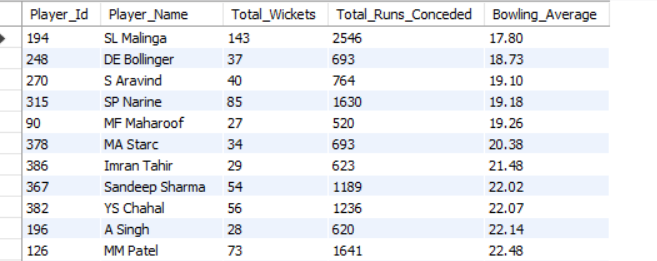 Player_Id Player_Name Total_Wickets Total_Runs_Conceded Bowling_Average
194 SL Malinga 143 2546 17.80
248 DE Bollinger 37 693 18.73
270 S Aravind 40 764 19.10
315 SP Narine 85 1630 19.18
90 MF Maharoof 27 520 19.26
378 MA Starc 34 693 20.38
386 Imran Tahir 29 623 21.48
367 Sandeep Sharma 54 1189 22.02
382 YS Chahal 56 1236 22.07
196 A Singh 28 620 22.14
126 MM Patel 73 1641 22.48